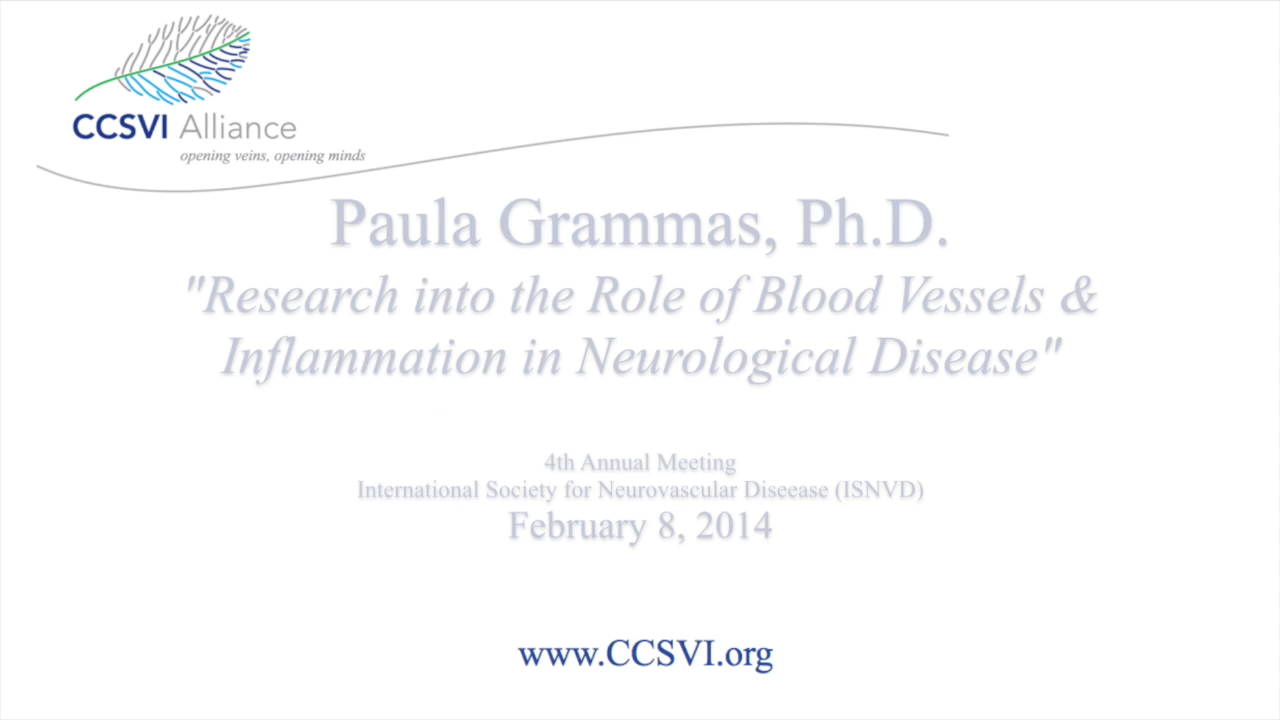 CCSVI Alliance
opening veins, opening minds
Paula Grammas, Ph.D.
"Research into the Role of Blood Vessels &
Inflammation in Neurological Disease"
4th Annual Meeting
International Society for Neurovascular Diseease (ISNVD)
February 8, 2014
www.CCSVI.org